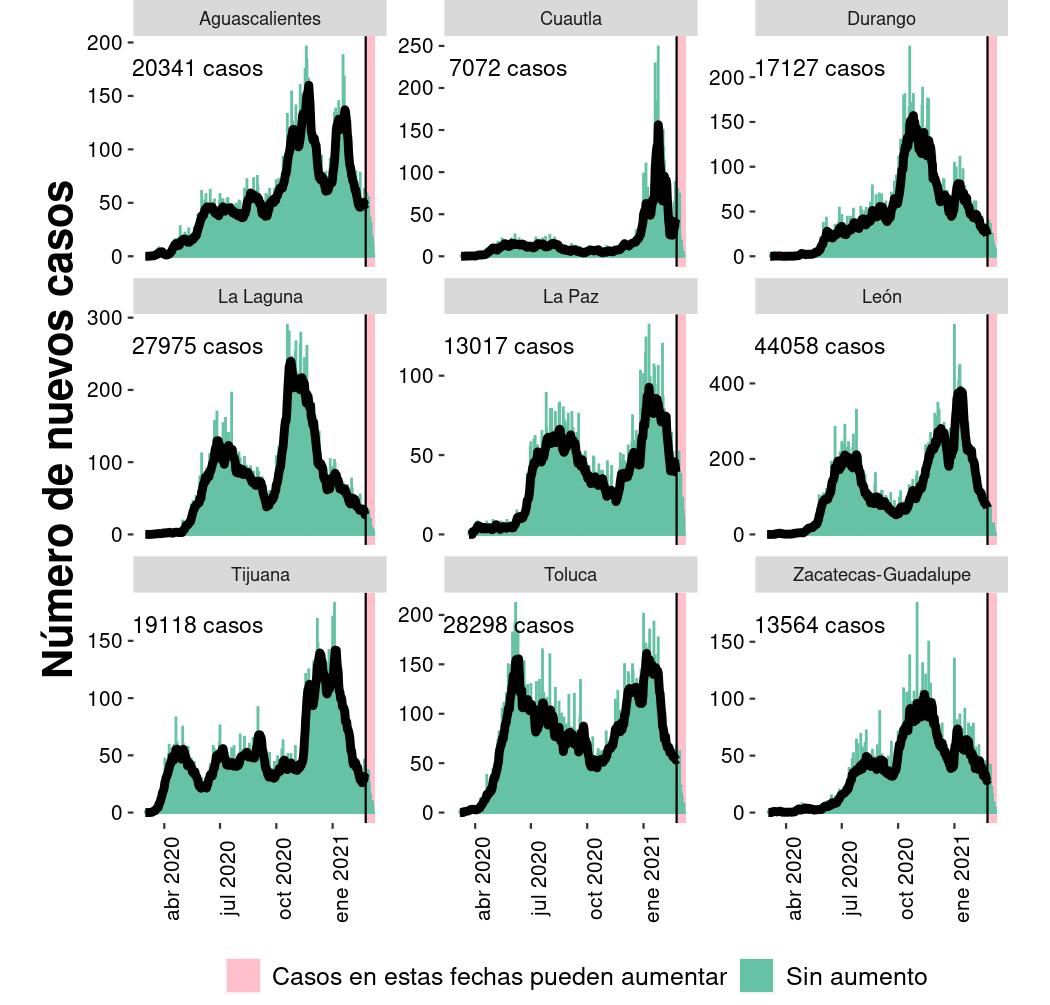 Número de nuevos casos
Aguascalientes
Cuautla
Durango
200
150
100
50
0
20341 casos
250
200
150
100
50
0
7072 casos
200
150
100
50
0
17127 casos
La Laguna
La Paz
León
300
200
100
0
27975 casos
100
50
0
13017 casos
400
200
0
44058 casos
Tijuana
Toluca
Zacatecas-Guadalupe
150
100
50
0
19118 casos
200
150
100
50
0
28298 casos
150
100
50
0
13564 casos
abr 2020
jul 2020
oct 2020
ene 2021
abr 2020
jul 2020
oct 2020
ene 2021
abr 2020
jul 2020
oct 2020
ene 2021
Casos en estas fechas pueden aumentar
Sin aumento